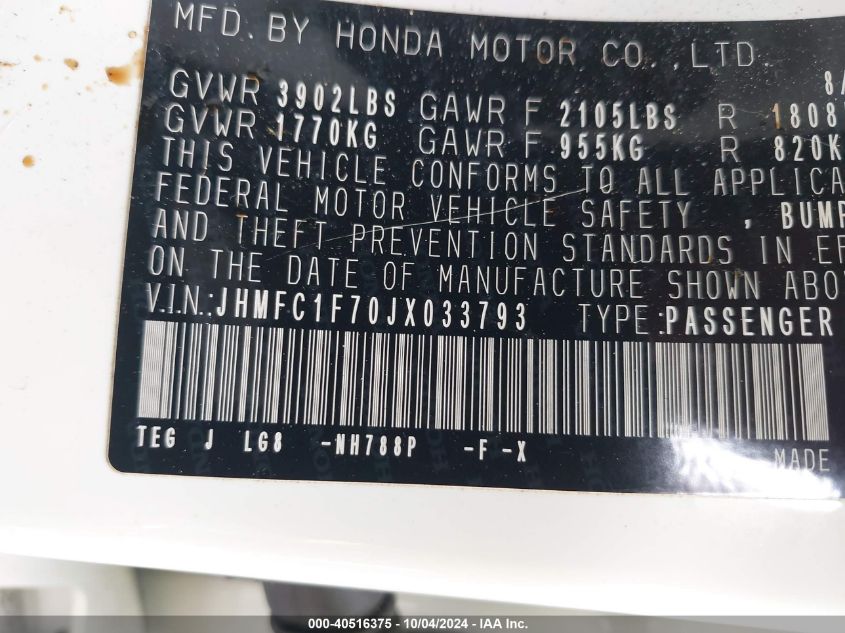 MFD. BY HONDA MOTOR CO., LTD.
8/
GVWR 3902LBS GAWR F 2105LBS R 1808
GVWR 1770KG GAWR F 955KG R 820K
THIS VEHICLE CONFORMS TO ALL APPLICA
FEDERAL MOTOR VEHICLE SAFETY , BUMP
AND THEFT PREVENTION STANDARDS IN EF
ON THE DATE OF MANUFACTURE SHOWN ABO
V.I.N.:JHMFC1F70JX033793 TYPE:PASSENGER
TEG J LG8 -NH788P -F -X
MADE
000-40516375 - 10/04/2024 - IAA Inc.